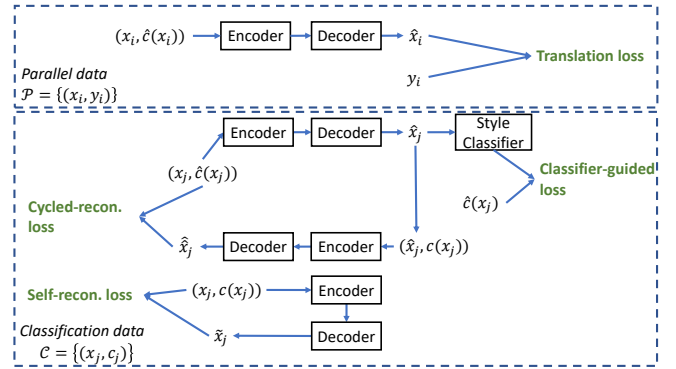 (x_i, ĉ(x_i)) Encoder Decoder x̂_i
Translation loss
Parallel data
y_i
𝒫 = {(x_i, y_i)}
Encoder Decoder x̂_j Style Classifier
(x_j, ĉ(x_j))
Classifier-guided loss
Cycled-recon. loss
ĉ(x_j)
x̂̂_j Decoder Encoder (x̂_j, c(x_j))
Self-recon. loss (x_j, c(x_j)) Encoder
Classification data
x̃_j Decoder
𝒞 = {(x_j, c_j)}